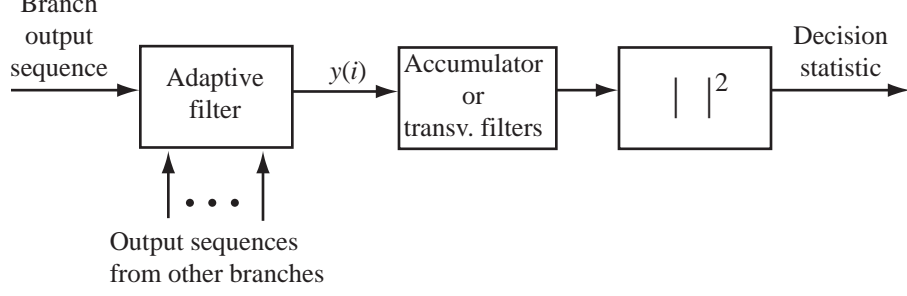 Branch
output
sequence
Adaptive
filter
y(i)
Accumulator
or
transv. filters
| |²
Decision
statistic
• • •
Output sequences
from other branches